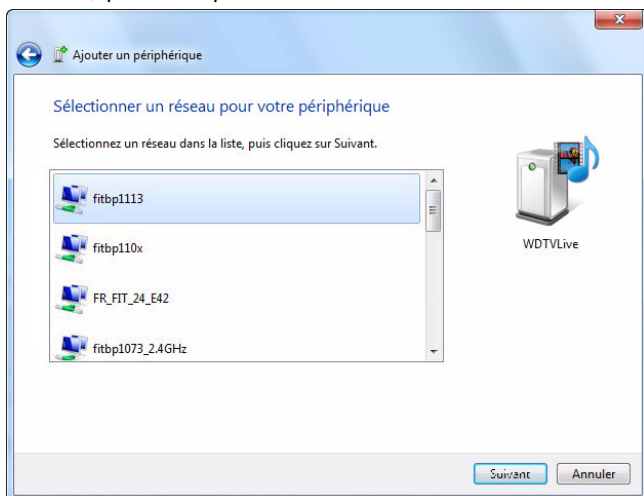 Ajouter un périphérique
Sélectionner un réseau pour votre périphérique
Sélectionnez un réseau dans la liste, puis cliquez sur Suivant.
fitbp1113
fitbp110x
FR_FIT_24_E42
fitbp1073_2.4GHz
WDTVLive
Suivant
Annuler